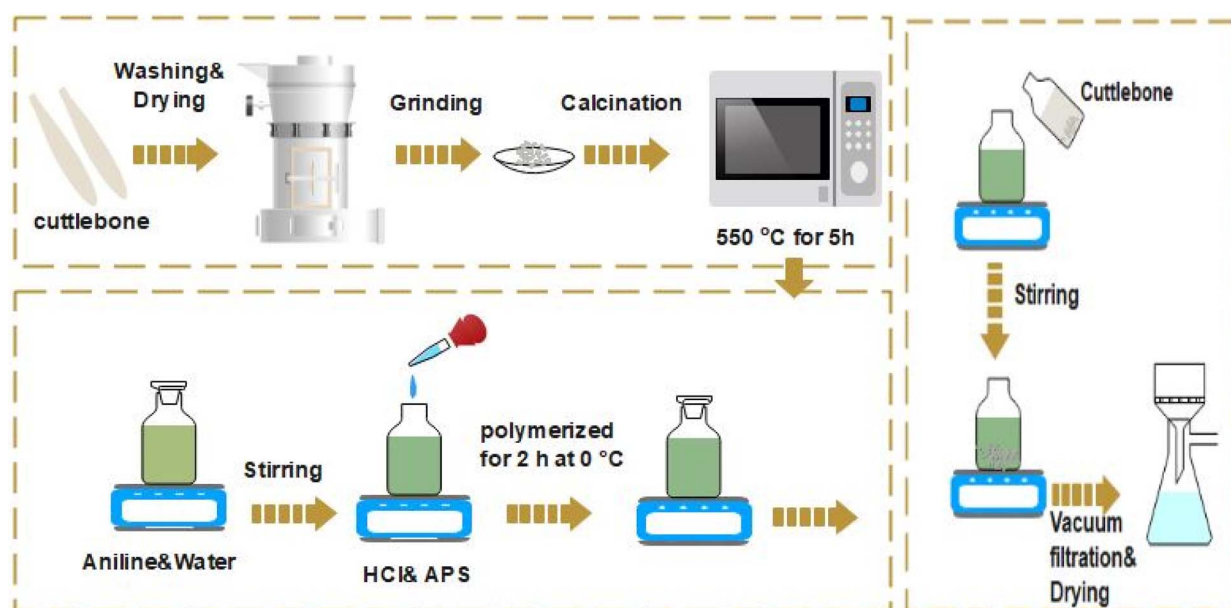 Washing&
Drying
Grinding
Calcination
cuttlebone
550 °C for 5h
Stirring
polymerized
for 2 h at 0 °C
Aniline&Water
HCl& APS
Cuttlebone
Stirring
Vacuum
filtration&
Drying